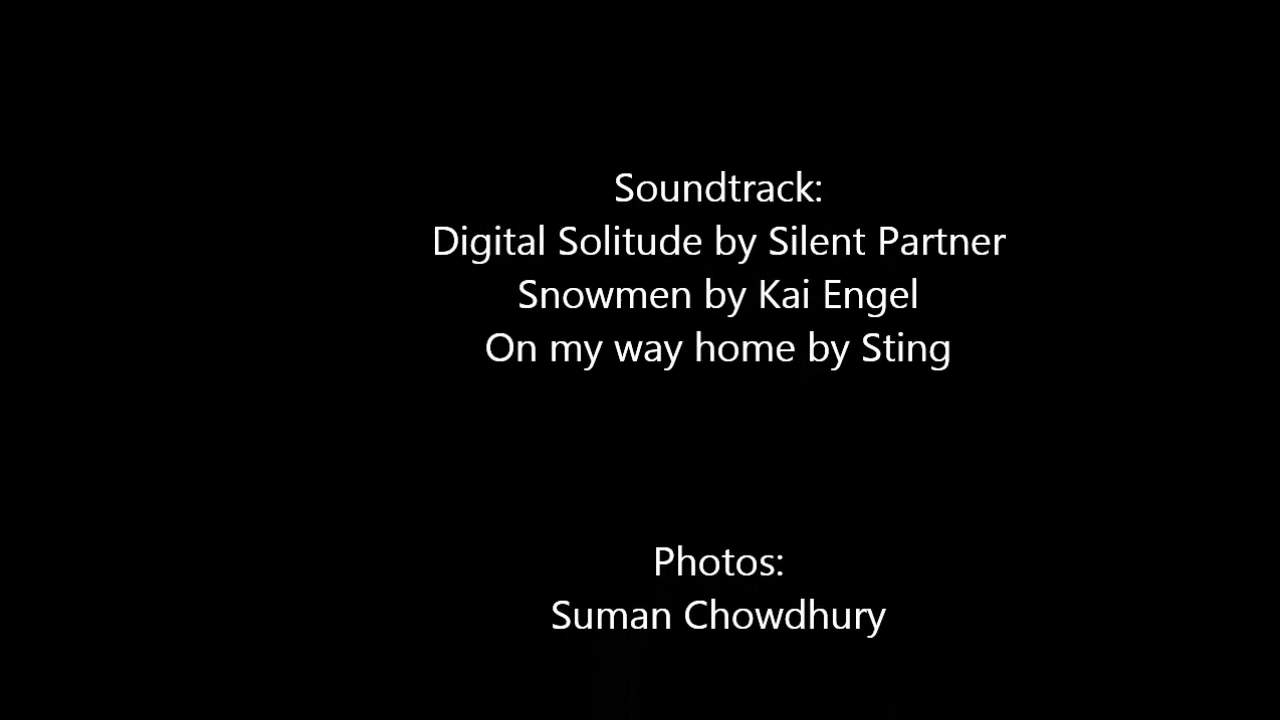 Soundtrack:
Digital Solitude by Silent Partner
Snowmen by Kai Engel
On my way home by Sting
Photos:
Suman Chowdhury